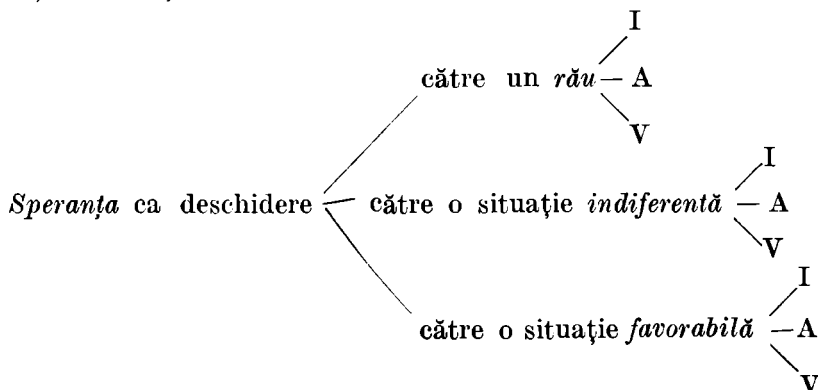 I
către un rău — A
V
I
Speranța ca deschidere — către o situație indiferentă — A
V
I
către o situație favorabilă — A
V